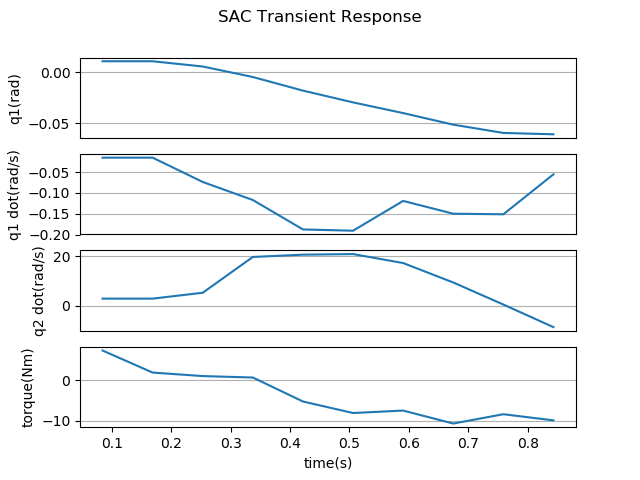 SAC Transient Response
q1(rad)
0.00
−0.05
q1 dot(rad/s)
−0.05
−0.10
−0.15
−0.20
q2 dot(rad/s)
20
0
torque(Nm)
0
−10
0.1 0.2 0.3 0.4 0.5 0.6 0.7 0.8
time(s)